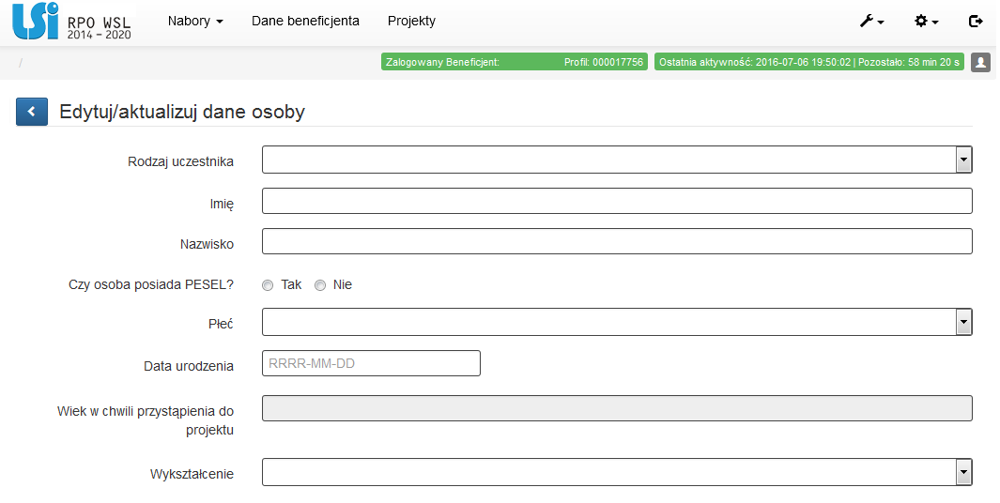 LSi RPO WSL
2014 – 2020
Nabory
Dane beneficjenta
Projekty
/
Zalogowany Beneficjent: Profil: 000017756
Ostatnia aktywność: 2016-07-06 19:50:02 | Pozostało: 58 min 20 s
Edytuj/aktualizuj dane osoby
Rodzaj uczestnika
Imię
Nazwisko
Czy osoba posiada PESEL? Tak Nie
Płeć
Data urodzenia RRRR-MM-DD
Wiek w chwili przystąpienia do
projektu
Wykształcenie